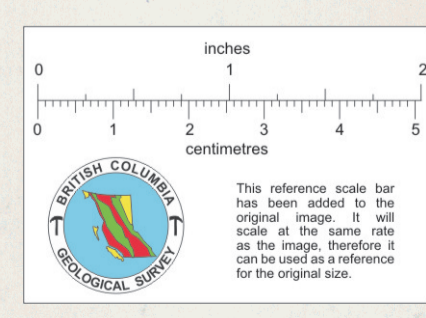 inches
0 1 2
0 1 2 3 4 5
centimetres
BRITISH COLUMBIA
GEOLOGICAL SURVEY
This reference scale bar
has been added to the
original image. It will
scale at the same rate
as the image, therefore it
can be used as a reference
for the original size.